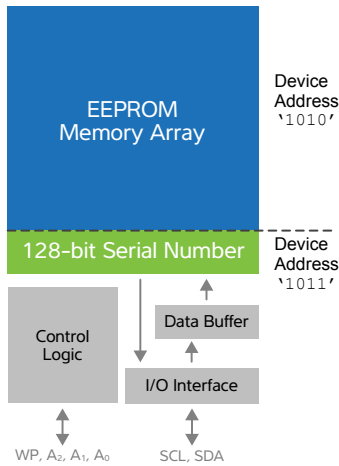 EEPROM
Memory Array
Device
Address
‘1010’
128-bit Serial Number
Device
Address
‘1011’
Control
Logic
Data Buffer
I/O Interface
WP, A₂, A₁, A₀
SCL, SDA